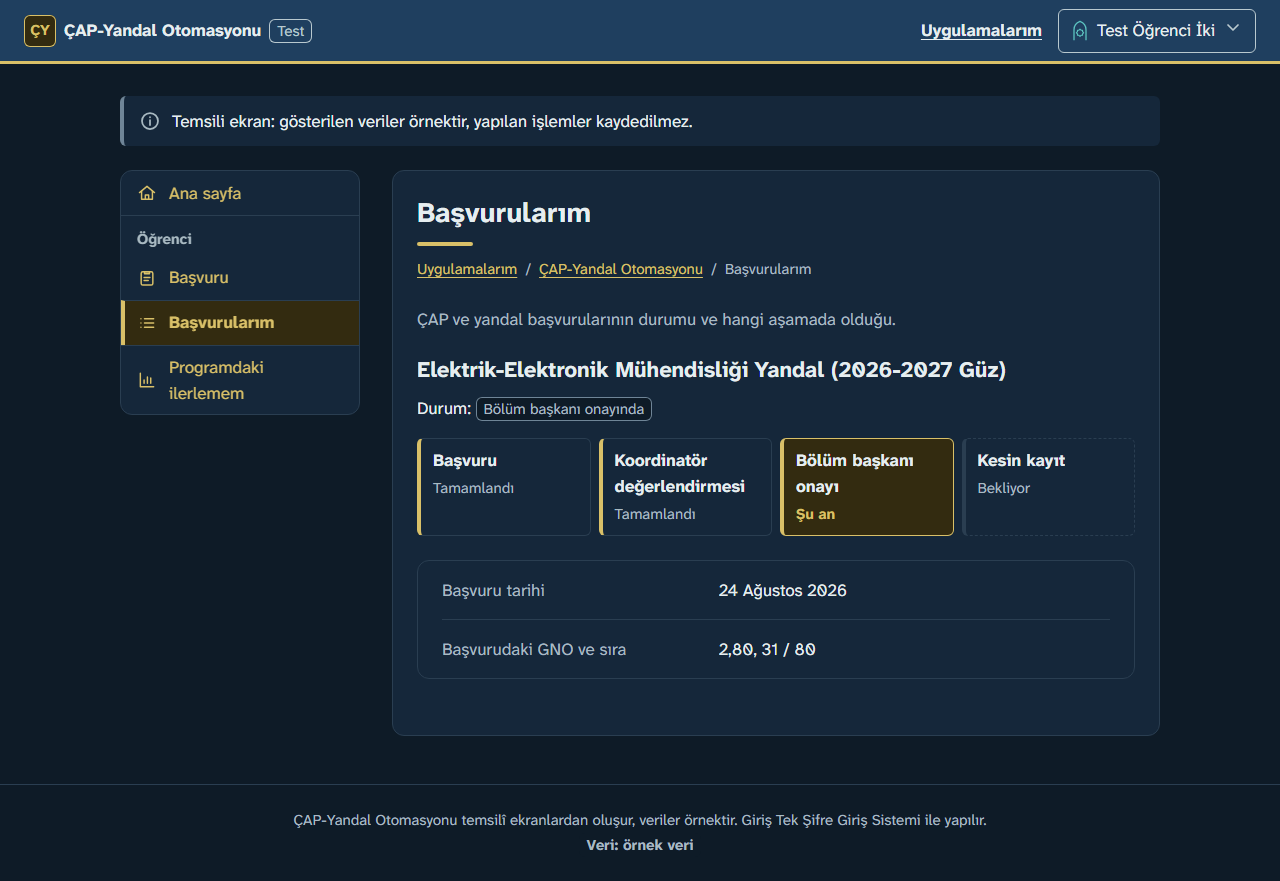 ÇY ÇAP-Yandal Otomasyonu Test
Uygulamalarım
Test Öğrenci İki
Temsili ekran: gösterilen veriler örnektir, yapılan işlemler kaydedilmez.
Ana sayfa
Öğrenci
Başvuru
Başvurularım
Programdaki
ilerlemem
Başvurularım
Uygulamalarım / ÇAP-Yandal Otomasyonu / Başvurularım
ÇAP ve yandal başvurularının durumu ve hangi aşamada olduğu.
Elektrik-Elektronik Mühendisliği Yandal (2026-2027 Güz)
Durum: Bölüm başkanı onayında
Başvuru
Tamamlandı
Koordinatör
değerlendirmesi
Tamamlandı
Bölüm başkanı
onayı
Şu an
Kesin kayıt
Bekliyor
Başvuru tarihi 24 Ağustos 2026
Başvurudaki GNO ve sıra 2,80, 31 / 80
ÇAP-Yandal Otomasyonu temsilî ekranlardan oluşur, veriler örnektir. Giriş Tek Şifre Giriş Sistemi ile yapılır.
Veri: örnek veri